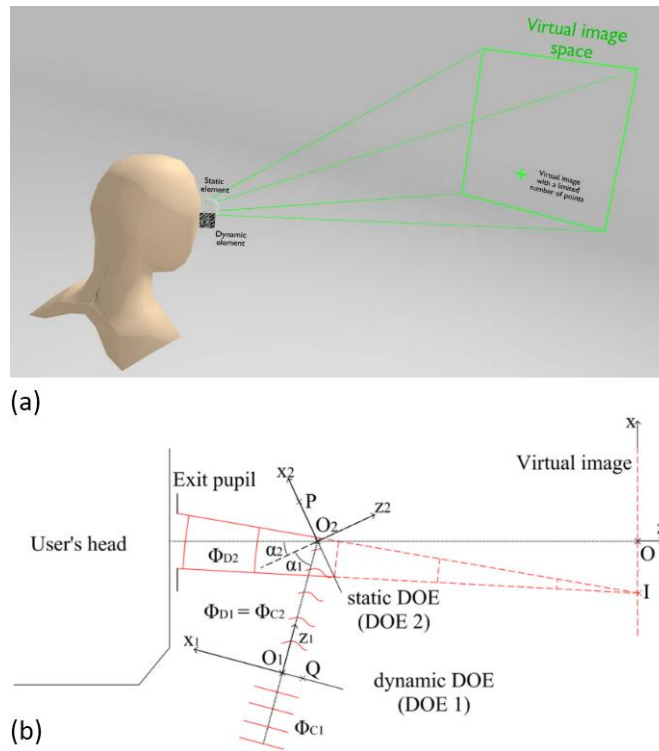 Virtual image
space
Static
element
Virtual image
with a limited
number of points
Dynamic
element
(a)
x
x2
Exit pupil
P
Virtual image
z2
O2
User's head
α2
O
z
ΦD2
α1
I
static DOE
(DOE 2)
ΦD1 = ΦC2
x1
z1
O1
Q
dynamic DOE
(DOE 1)
ΦC1
(b)